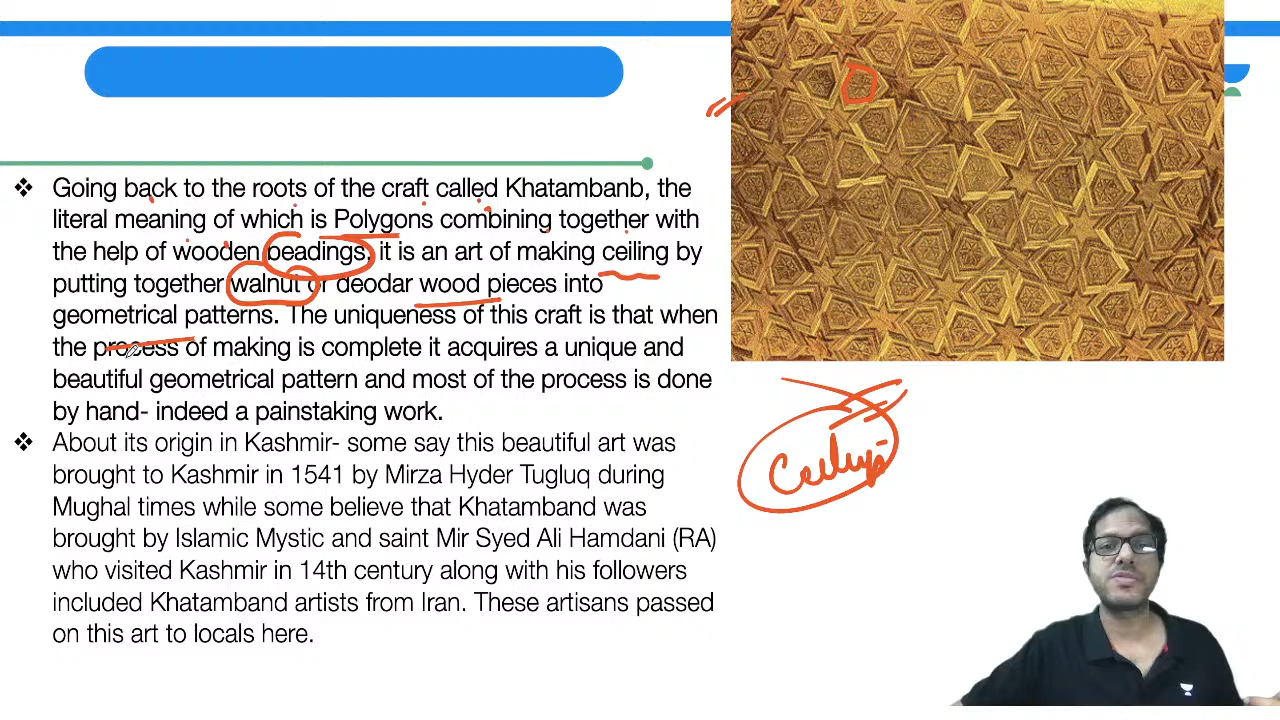 ❖ Going back to the roots of the craft called Khatambanb, the
literal meaning of which is Polygons combining together with
the help of wooden beadings, it is an art of making ceiling by
putting together walnut or deodar wood pieces into
geometrical patterns. The uniqueness of this craft is that when
the process of making is complete it acquires a unique and
beautiful geometrical pattern and most of the process is done
by hand- indeed a painstaking work.
❖ About its origin in Kashmir- some say this beautiful art was
brought to Kashmir in 1541 by Mirza Hyder Tugluq during
Mughal times while some believe that Khatamband was
brought by Islamic Mystic and saint Mir Syed Ali Hamdani (RA)
who visited Kashmir in 14th century along with his followers
included Khatamband artists from Iran. These artisans passed
on this art to locals here.